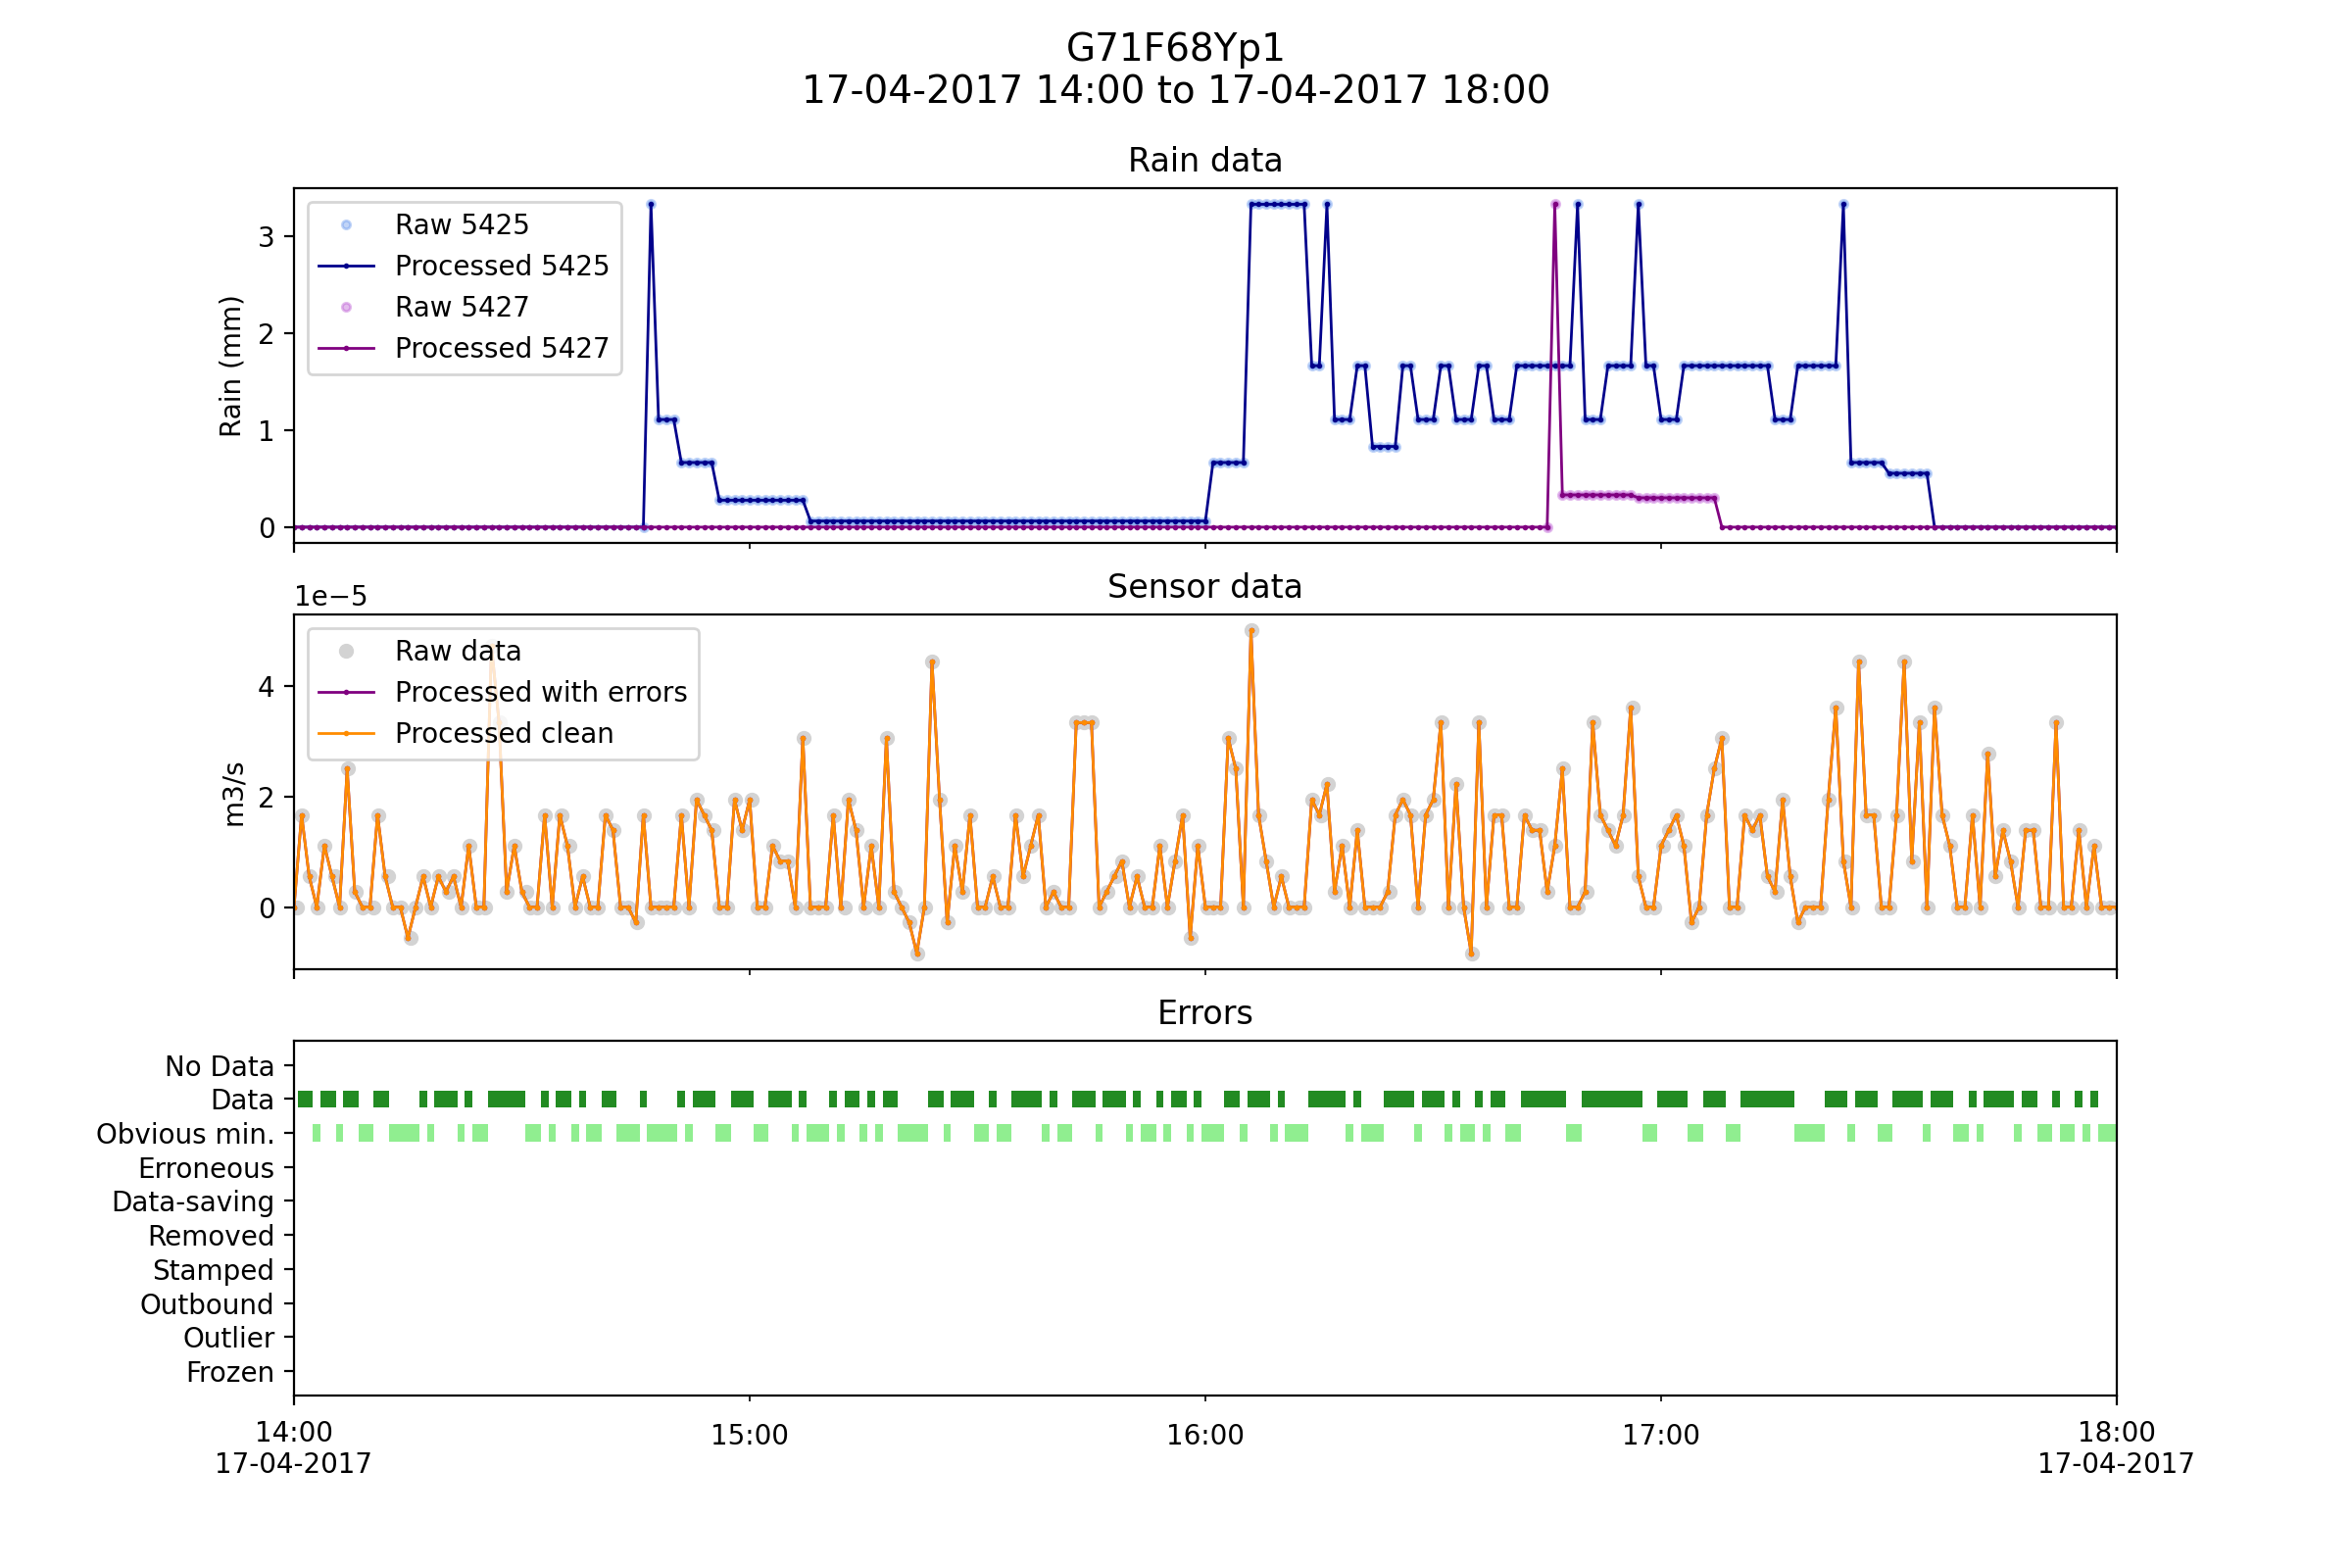 G71F68Yp1
17-04-2017 14:00 to 17-04-2017 18:00
Rain data
Rain (mm)
3
2
1
0
Raw 5425
Processed 5425
Raw 5427
Processed 5427
Sensor data
1e−5
m3/s
4
2
0
Raw data
Processed with errors
Processed clean
Errors
No Data
Data
Obvious min.
Erroneous
Data-saving
Removed
Stamped
Outbound
Outlier
Frozen
14:00
17-04-2017
15:00
16:00
17:00
18:00
17-04-2017